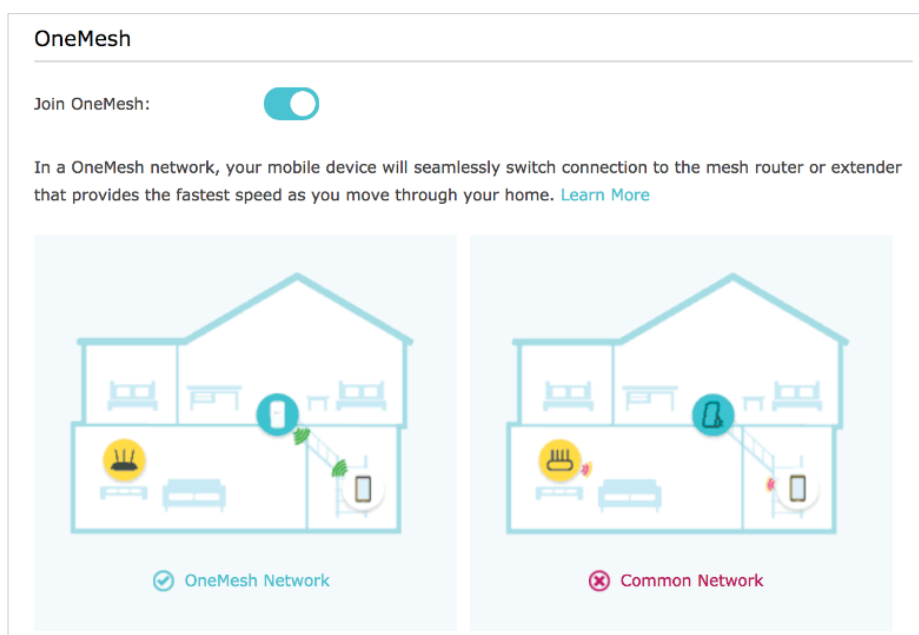 OneMesh
Join OneMesh:
In a OneMesh network, your mobile device will seamlessly switch connection to the mesh router or extender
that provides the fastest speed as you move through your home. Learn More
OneMesh Network
Common Network